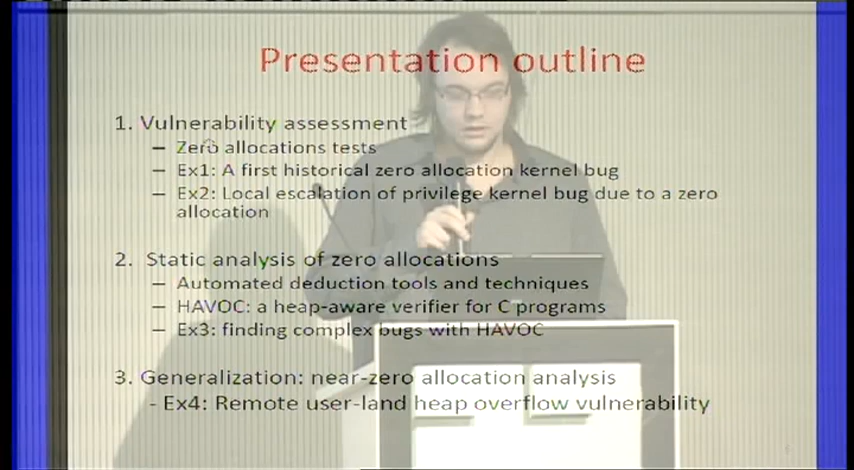 Presentation outline
1. Vulnerability assessment
– Zero allocations tests
– Ex1: A first historical zero allocation kernel bug
– Ex2: Local escalation of privilege kernel bug due to a zero
allocation
2. Static analysis of zero allocations
– Automated deduction tools and techniques
– HAVOC: a heap-aware verifier for C programs
– Ex3: finding complex bugs with HAVOC
3. Generalization: near-zero allocation analysis
- Ex4: Remote user-land heap overflow vulnerability